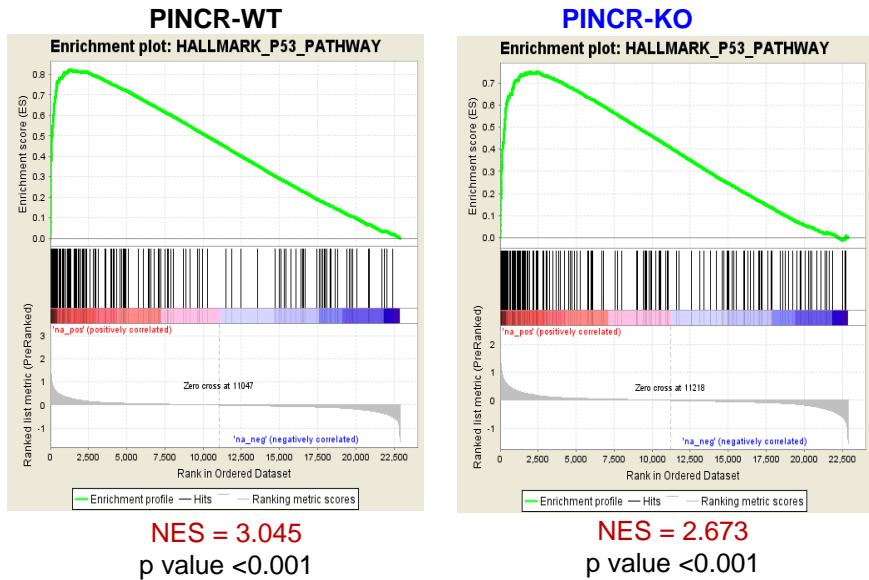 PINCR-WT
Enrichment plot: HALLMARK_P53_PATHWAY
Enrichment score (ES)
0.8
0.7
0.6
0.5
0.4
0.3
0.2
0.1
0.0
Ranked list metric (PreRanked)
'na_pos' (positively correlated)
3
2
1
0
-1
Zero cross at 11047
'na_neg' (negatively correlated)
0 2,500 5,000 7,500 10,000 12,500 15,000 17,500 20,000 22,500
Rank in Ordered Dataset
Enrichment profile Hits Ranking metric scores
NES = 3.045
p value <0.001
PINCR-KO
Enrichment plot: HALLMARK_P53_PATHWAY
Enrichment score (ES)
0.7
0.6
0.5
0.4
0.3
0.2
0.1
0.0
Ranked list metric (PreRanked)
'na_pos' (positively correlated)
2
1
0
-1
Zero cross at 11218
'na_neg' (negatively correlated)
0 2,500 5,000 7,500 10,000 12,500 15,000 17,500 20,000 22,500
Rank in Ordered Dataset
Enrichment profile Hits Ranking metric scores
NES = 2.673
p value <0.001